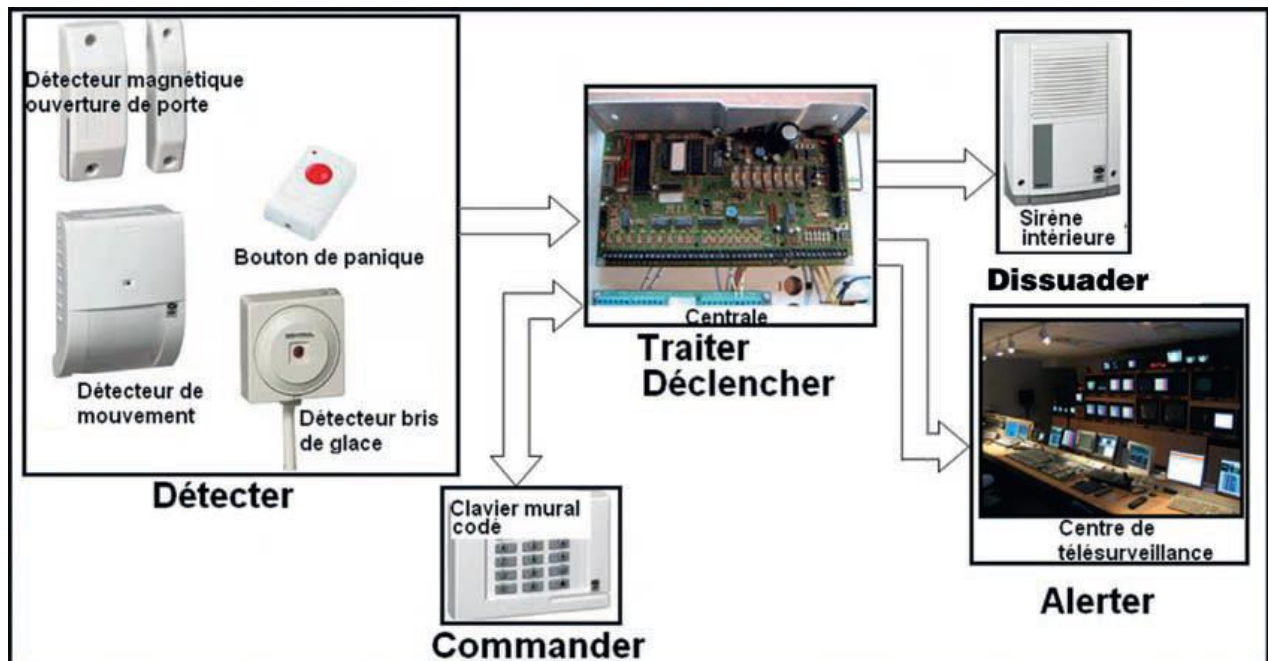 Détecteur magnétique
ouverture de porte
Bouton de panique
Détecteur de
mouvement
Détecteur bris
de glace
Détecter
Clavier mural
codé
Commander
Centrale
Traiter
Déclencher
Sirène
intérieure
Dissuader
Centre de
télésurveillance
Alerter